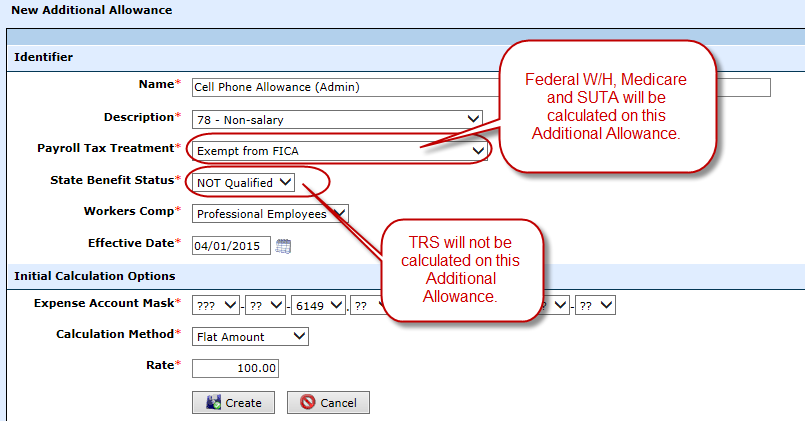 New Additional Allowance
Identifier
Name* Cell Phone Allowance (Admin)
Description* 78 - Non-salary
Payroll Tax Treatment* Exempt from FICA
State Benefit Status* NOT Qualified
Workers Comp* Professional Employees
Effective Date* 04/01/2015
Federal W/H, Medicare
and SUTA will be
calculated on this
Additional Allowance.
TRS will not be
calculated on this
Additional
Allowance.
Initial Calculation Options
Expense Account Mask* ??? - ?? - 6149 . ?? ? - ??
Calculation Method* Flat Amount
Rate* 100.00
Create Cancel